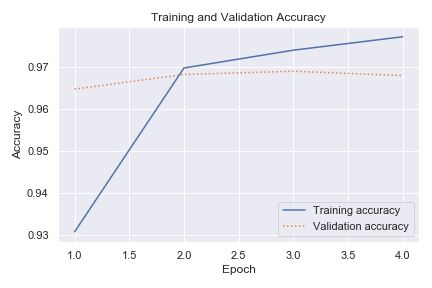 Training and Validation Accuracy
0.97
0.96
0.95
0.94
0.93
Accuracy
1.0 1.5 2.0 2.5 3.0 3.5 4.0
Epoch
Training accuracy
Validation accuracy